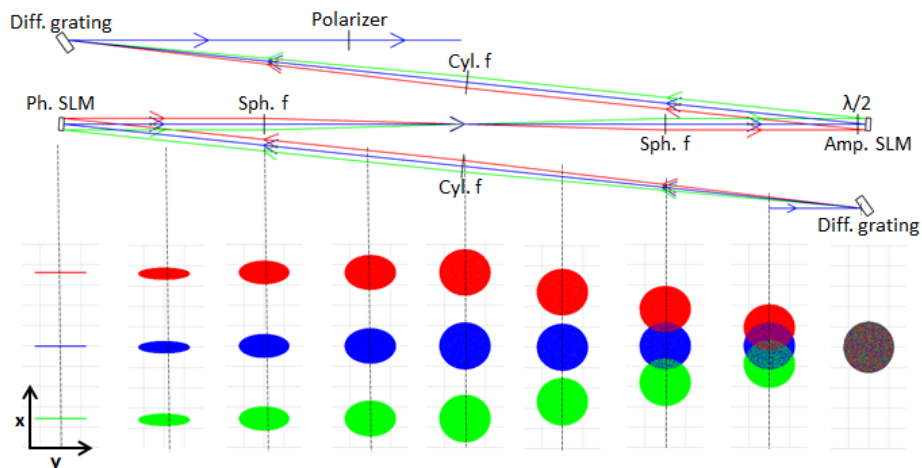 Diff. grating
Polarizer
Cyl. f
Ph. SLM
Sph. f
λ/2
Sph. f
Amp. SLM
Cyl. f
Diff. grating
x
y